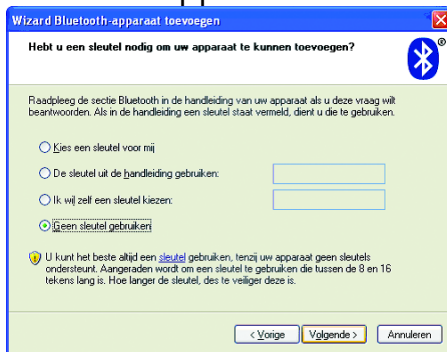 Wizard Bluetooth-apparaat toevoegen
Hebt u een sleutel nodig om uw apparaat te kunnen toevoegen?
®
Raadpleeg de sectie Bluetooth in de handleiding van uw apparaat als u deze vraag wilt
beantwoorden. Als in de handleiding een sleutel staat vermeld, dient u die te gebruiken.
Kies een sleutel voor mij
De sleutel uit de handleiding gebruiken:
Ik wil zelf een sleutel kiezen:
Geen sleutel gebruiken
U kunt het beste altijd een sleutel gebruiken, tenzij uw apparaat geen sleutels
ondersteunt. Aangeraden wordt om een sleutel te gebruiken die tussen de 8 en 16
tekens lang is. Hoe langer de sleutel, des te veiliger deze is.
< Vorige Volgende > Annuleren